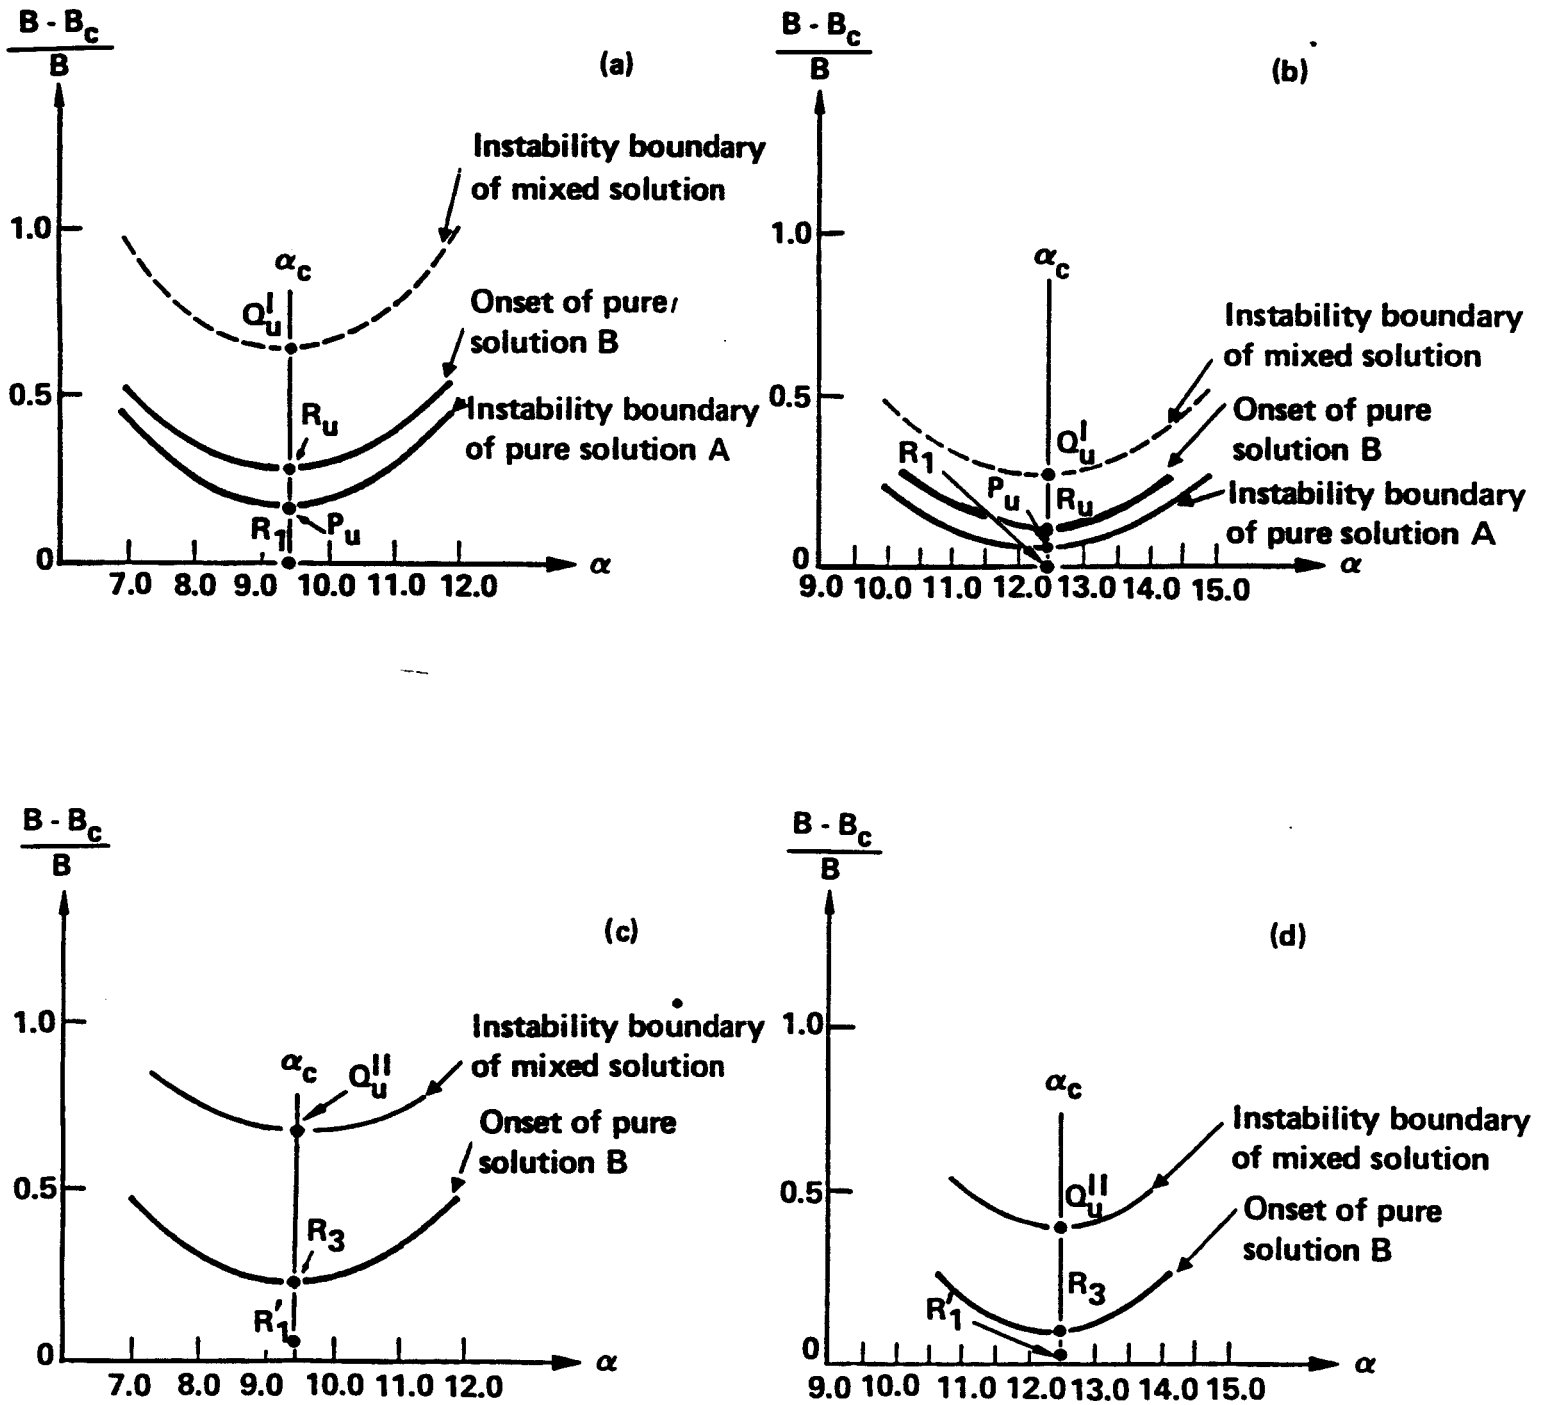 B - Bc
B
(a)
Instability boundary
of mixed solution
1.0
αc
QuI
Onset of pure
solution B
0.5
Ru
Instability boundary
of pure solution A
R1
Pu
0
α
7.0 8.0 9.0 10.0 11.0 12.0
B - Bc
B
(b)
1.0
αc
Instability boundary
of mixed solution
0.5
QuI
Onset of pure
solution B
R1
Pu
Ru
Instability boundary
of pure solution A
0
α
9.0 10.0 11.0 12.0 13.0 14.0 15.0
B - Bc
B
(c)
1.0
Instability boundary
of mixed solution
αc
QuII
Onset of pure
solution B
0.5
R3
R1'
0
α
7.0 8.0 9.0 10.0 11.0 12.0
B - Bc
B
(d)
1.0
αc
Instability boundary
of mixed solution
0.5
QuII
Onset of pure
solution B
R3
R1'
0
α
9.0 10.0 11.0 12.0 13.0 14.0 15.0